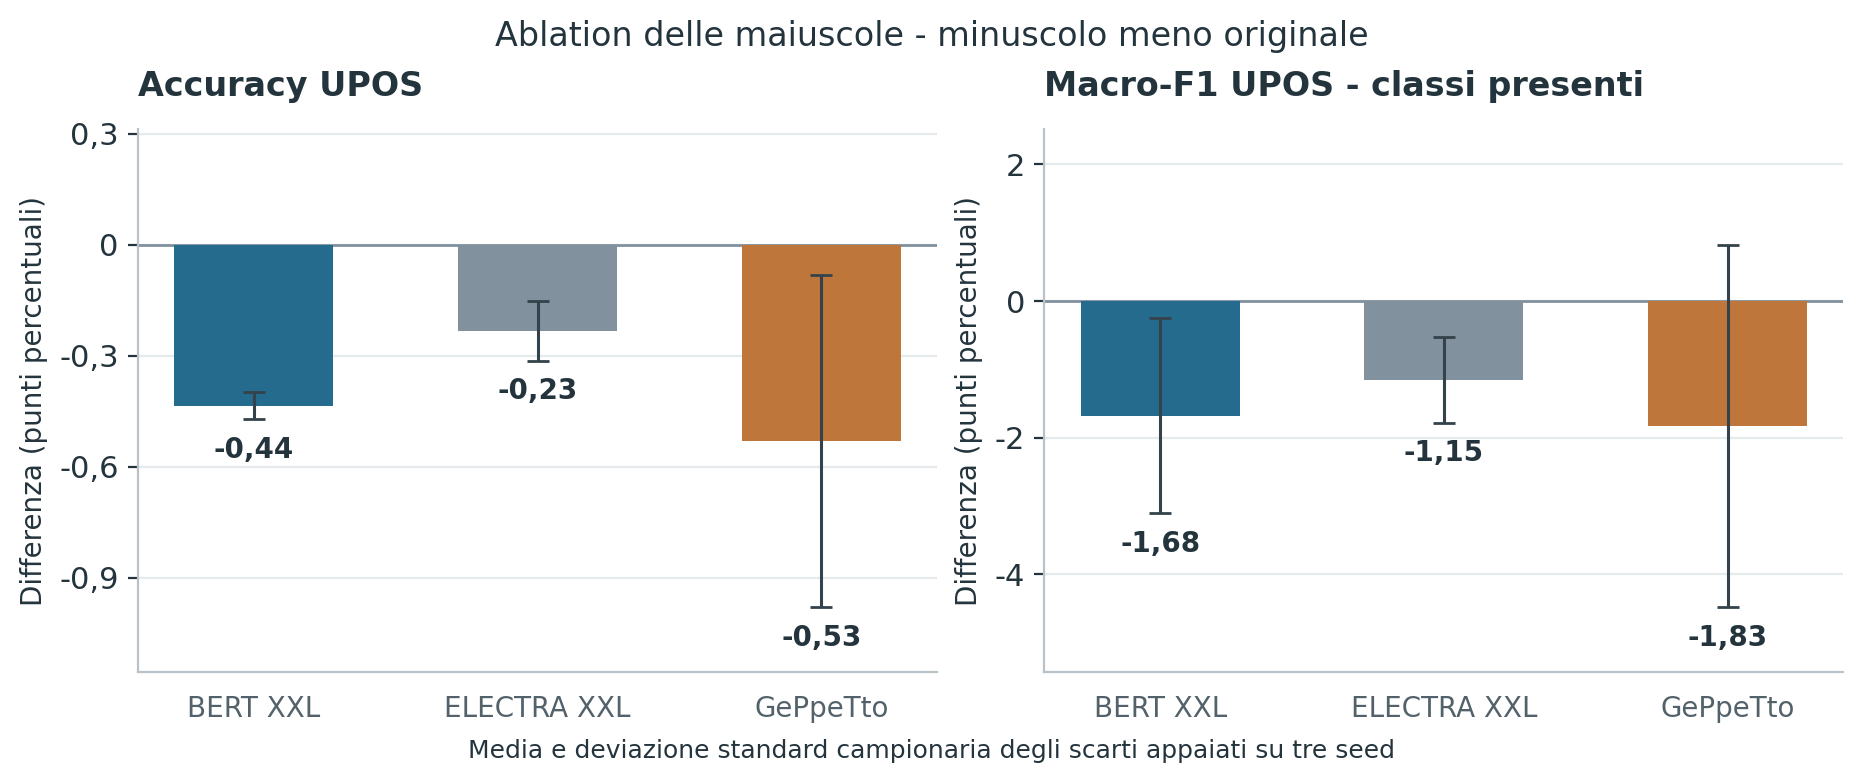 Ablation delle maiuscole - minuscolo meno originale
Accuracy UPOS
Differenza (punti percentuali)
0,3
0
-0,3
-0,6
-0,9
-0,44
-0,23
-0,53
BERT XXL
ELECTRA XXL
GePpeTto
Macro-F1 UPOS - classi presenti
Differenza (punti percentuali)
2
0
-2
-4
-1,68
-1,15
-1,83
BERT XXL
ELECTRA XXL
GePpeTto
Media e deviazione standard campionaria degli scarti appaiati su tre seed